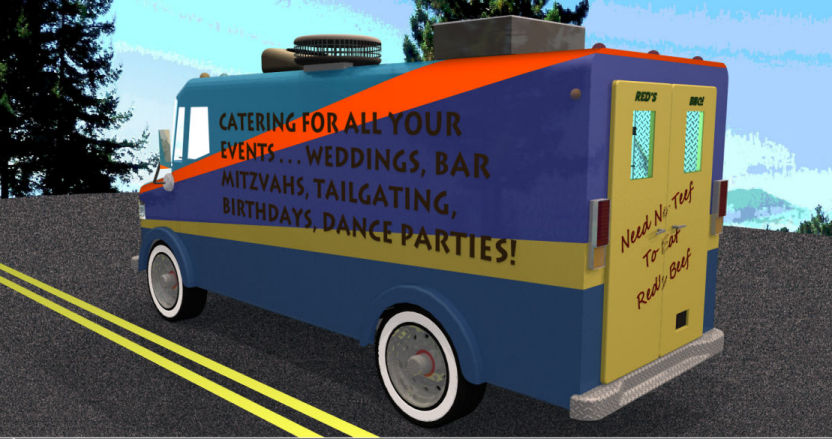 CATERING FOR ALL YOUR
EVENTS... WEDDINGS, BAR
MITZVAHS, TAILGATING,
BIRTHDAYS, DANCE PARTIES!
RED'S BBQ!
Need No Teef
To Eat
Red's Beef